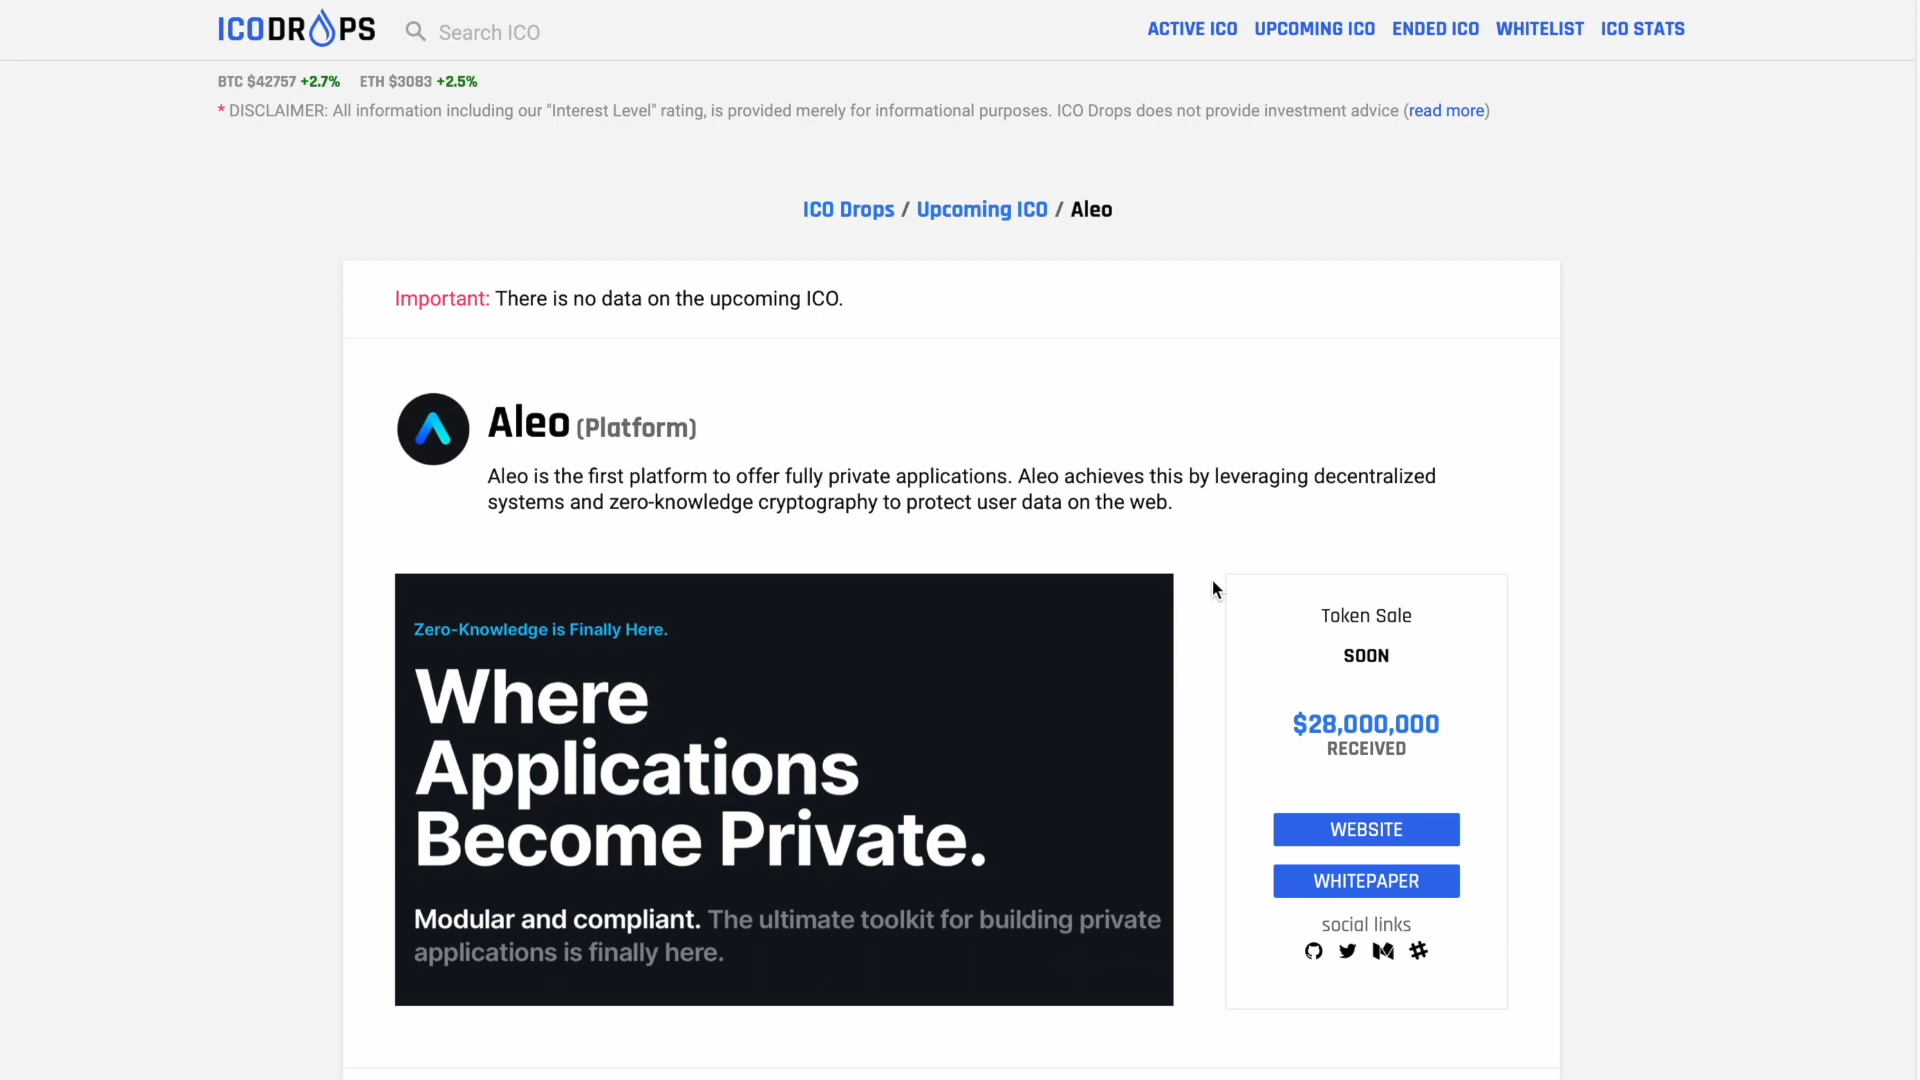 ICODROPS
Search ICO
ACTIVE ICO UPCOMING ICO ENDED ICO WHITELIST ICO STATS
BTC $42757 +2.7% ETH $3083 +2.5%
* DISCLAIMER: All information including our "Interest Level" rating, is provided merely for informational purposes. ICO Drops does not provide investment advice (read more)
ICO Drops / Upcoming ICO / Aleo
Important: There is no data on the upcoming ICO.
Aleo (Platform)
Aleo is the first platform to offer fully private applications. Aleo achieves this by leveraging decentralized
systems and zero-knowledge cryptography to protect user data on the web.
Zero-Knowledge is Finally Here.
Where
Applications
Become Private.
Modular and compliant. The ultimate toolkit for building private
applications is finally here.
Token Sale
SOON
$28,000,000
RECEIVED
WEBSITE
WHITEPAPER
social links